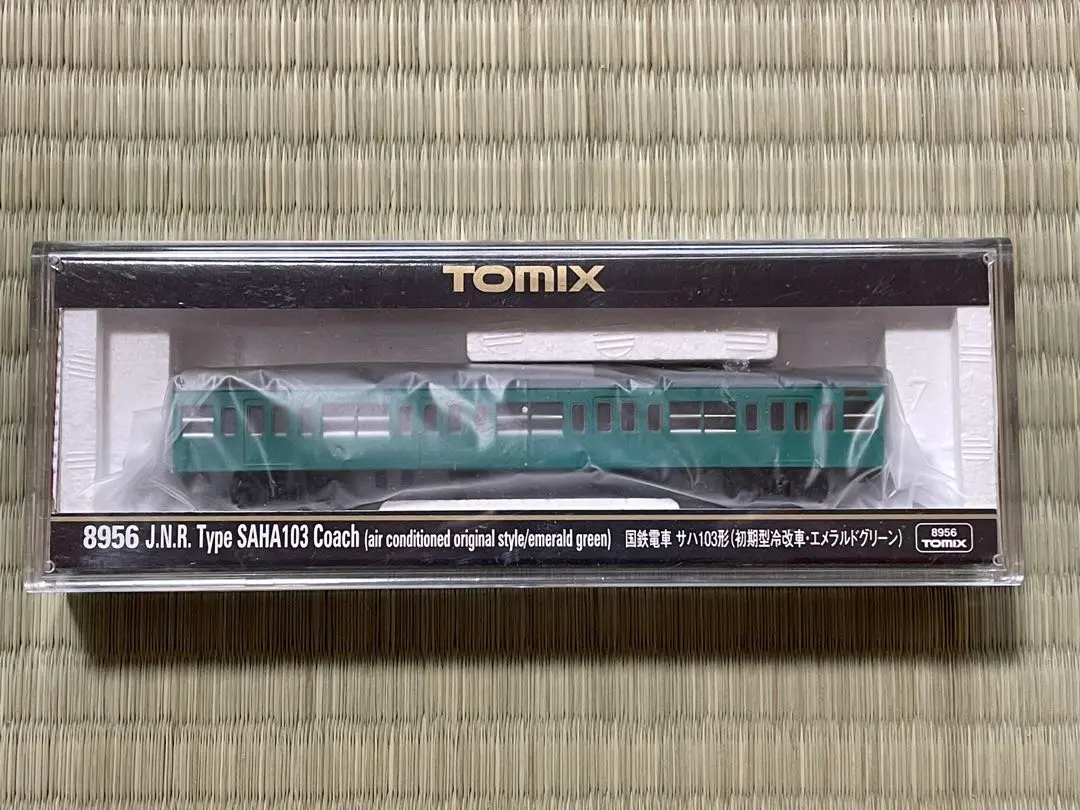 TOMIX
8956 J.N.R. Type SAHA103 Coach (air conditioned original style/emerald green) 国鉄電車 サハ103形(初期型冷改車・エメラルドグリーン)
8956
TOMIX